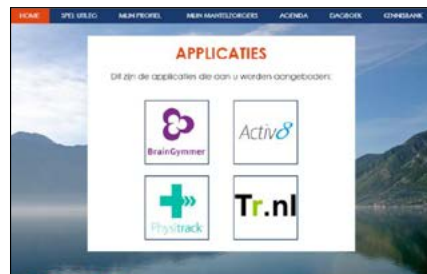 HOME SPEL UITLEG MIJN PROFIEL MIJN MANTELZORGERS AGENDA DAGBOEK KENNISBANK
APPLICATIES
Dit zijn de applicaties die aan u worden aangeboden:
BrainGymmer
Activ8
Physitrack
Tr.nl